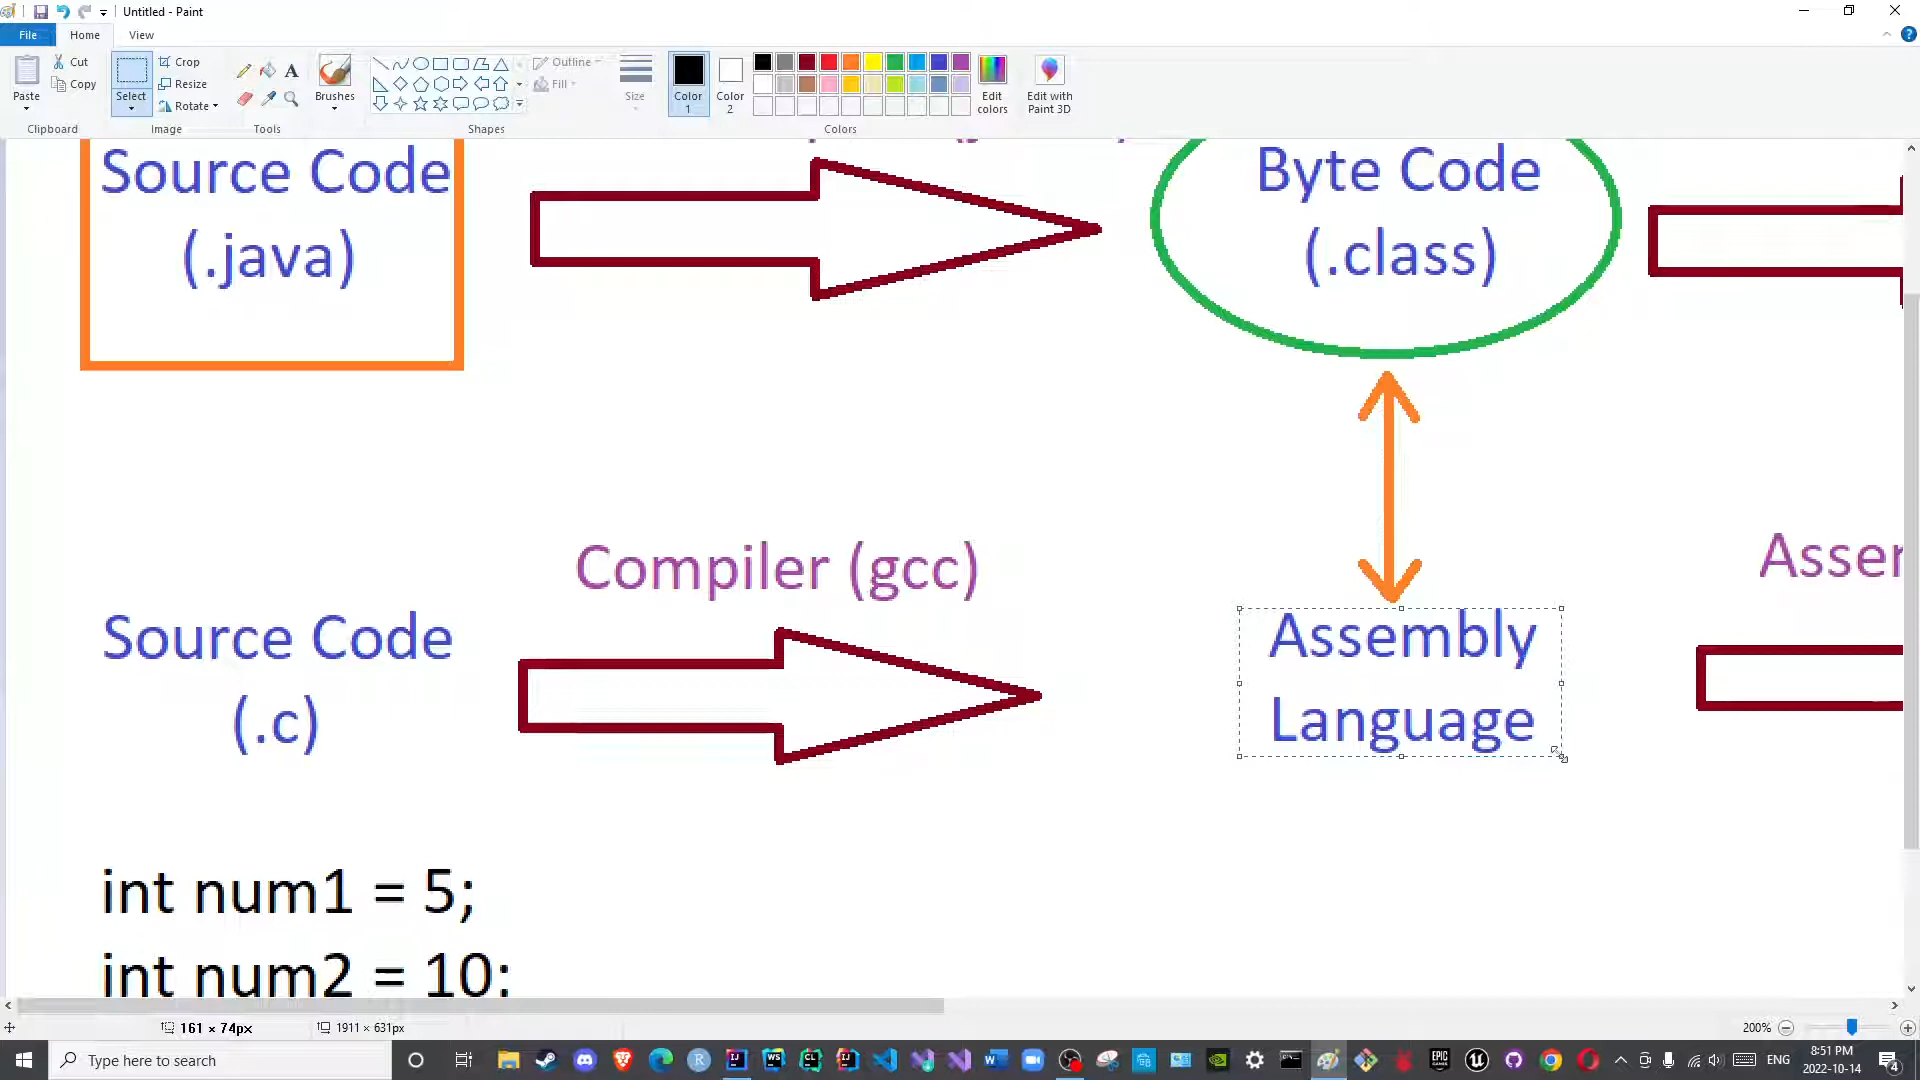 Untitled - Paint
File
Home
View
Paste
Cut
Copy
Clipboard
Select
Crop
Resize
Rotate
Image
Tools
Brushes
Shapes
Outline
Fill
Size
Color 1
Color 2
Colors
Edit colors
Edit with Paint 3D
Source Code
(.java)
Byte Code
(.class)
Compiler (gcc)
Source Code
(.c)
Assembly
Language
int num1 = 5;
int num2 = 10;
161 × 74px
1911 × 631px
200%
Type here to search
ENG
8:51 PM
2022-10-14